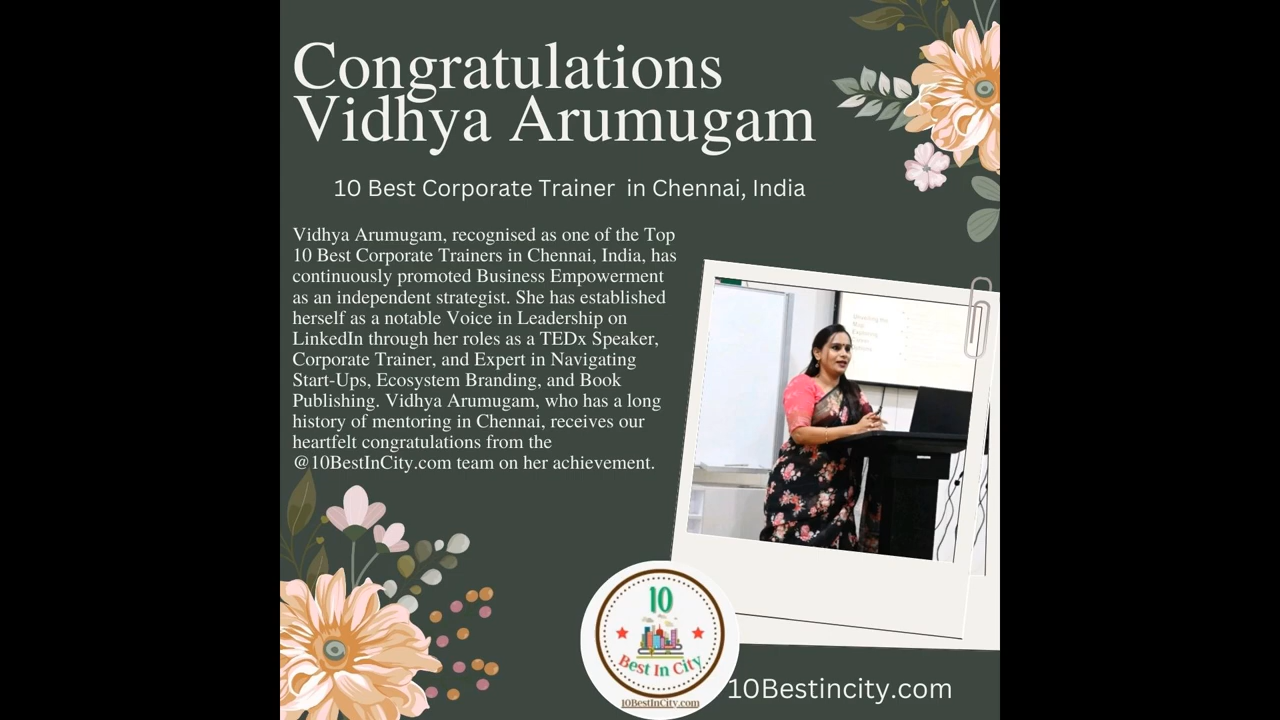 Congratulations
Vidhya Arumugam
10 Best Corporate Trainer in Chennai, India
Vidhya Arumugam, recognised as one of the Top
10 Best Corporate Trainers in Chennai, India, has
continuously promoted Business Empowerment
as an independent strategist. She has established
herself as a notable Voice in Leadership on
LinkedIn through her roles as a TEDx Speaker,
Corporate Trainer, and Expert in Navigating
Start-Ups, Ecosystem Branding, and Book
Publishing. Vidhya Arumugam, who has a long
history of mentoring in Chennai, receives our
heartfelt congratulations from the
@10BestInCity.com team on her achievement.
10
Best In City
10BestInCity.com
10Bestincity.com